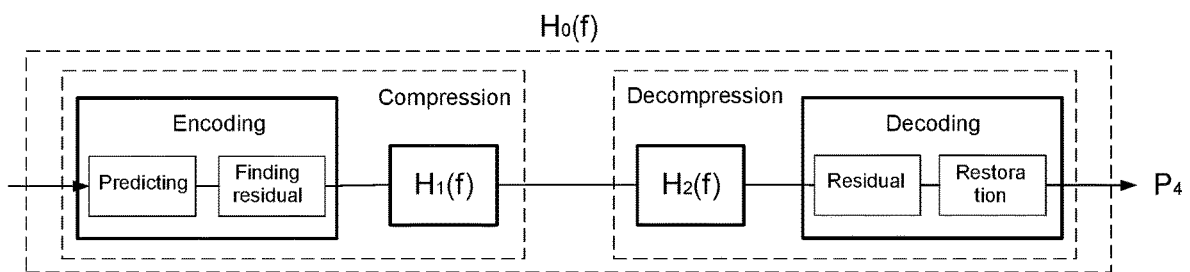 H₀(f)
Compression
Decompression
Encoding
Decoding
Predicting
Finding
residual
H₁(f)
H₂(f)
Residual
Restora
tion
P₄